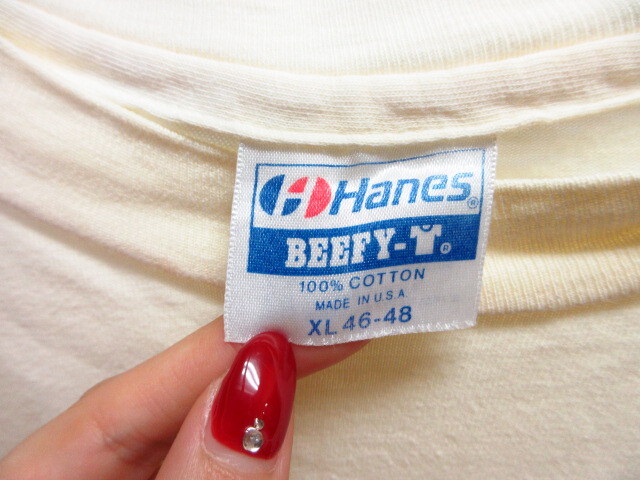 Hanes®
BEEFY-T®
100% COTTON
MADE IN U.S.A.
XL 46-48